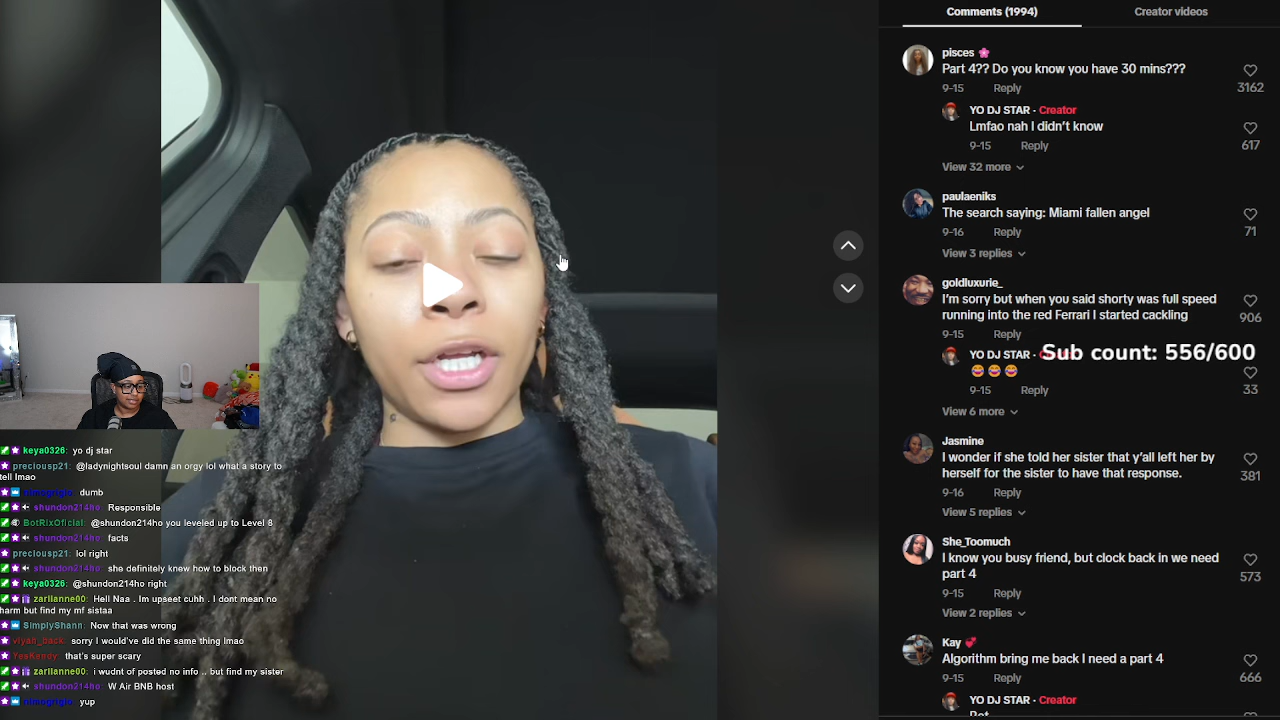 Comments (1994)
Creator videos
pisces 🌸
Part 4?? Do you know you have 30 mins???
3162
9-15 Reply
YO DJ STAR · Creator
Lmfao nah I didn't know
617
9-15 Reply
View 32 more
paulaeniks
The search saying: Miami fallen angel
71
9-16 Reply
View 3 replies
goldluxurie_
I'm sorry but when you said shorty was full speed
running into the red Ferrari I started cackling
906
9-15 Reply
YO DJ STAR ·
Sub count: 556/600
😂😂😂
33
9-15 Reply
View 6 more
Jasmine
I wonder if she told her sister that y'all left her by
herself for the sister to have that response.
381
9-16 Reply
View 5 replies
She_Toomuch
I know you busy friend, but clock back in we need
part 4
573
9-15 Reply
View 2 replies
Kay 💞
Algorithm bring me back I need a part 4
666
9-15 Reply
YO DJ STAR · Creator
keya0326: yo dj star
preciousp21: @ladynightsoul damn an orgy lol what a story to
tell lmao
dumb
shundon214ho: Responsible
BotRixOficial: @shundon214ho you leveled up to Level 8
shundon214ho: facts
preciousp21: lol right
shundon214ho: she definitely knew how to block then
keya0326: @shundon214ho right
zarlianne00: Hell Naa . Im upseet cuhh . I dont mean no
harm but find my mf sistaa
SimplyShann: Now that was wrong
sorry I would've did the same thing lmao
that's super scary
zarlianne00: i wudnt of posted no info .. but find my sister
shundon214ho: W Air BNB host
yup